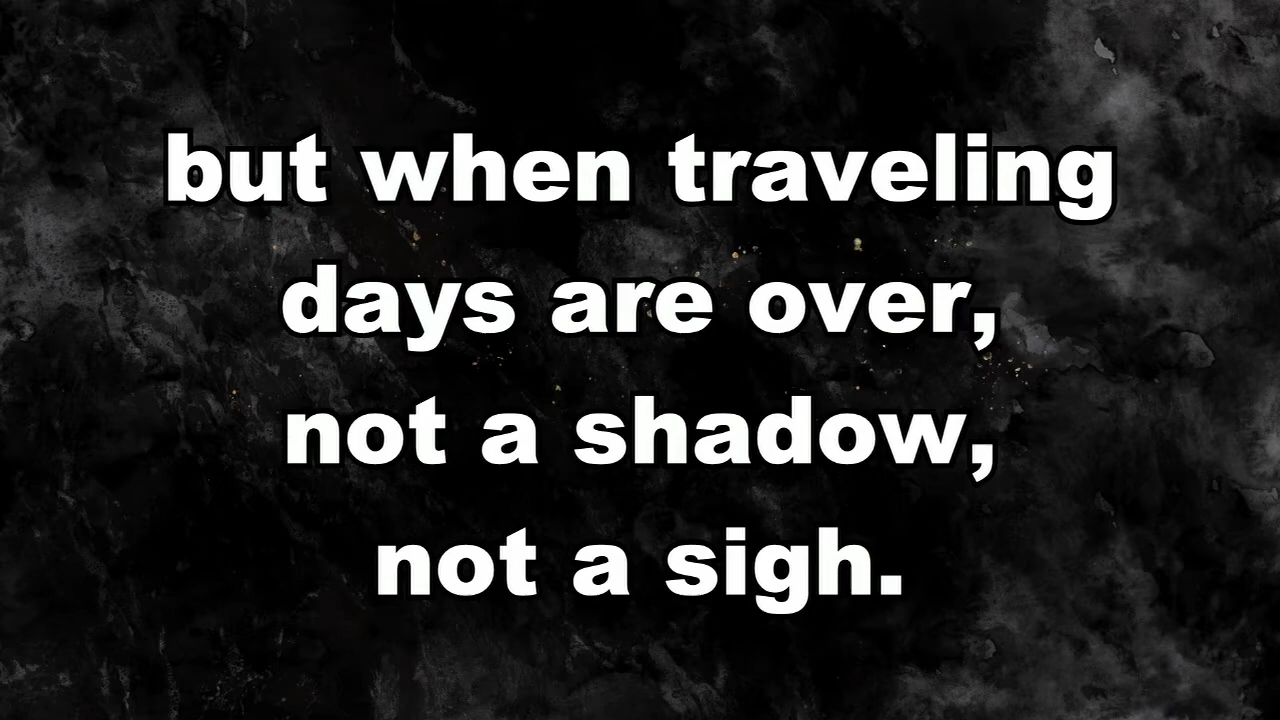 but when traveling
days are over,
not a shadow,
not a sigh.